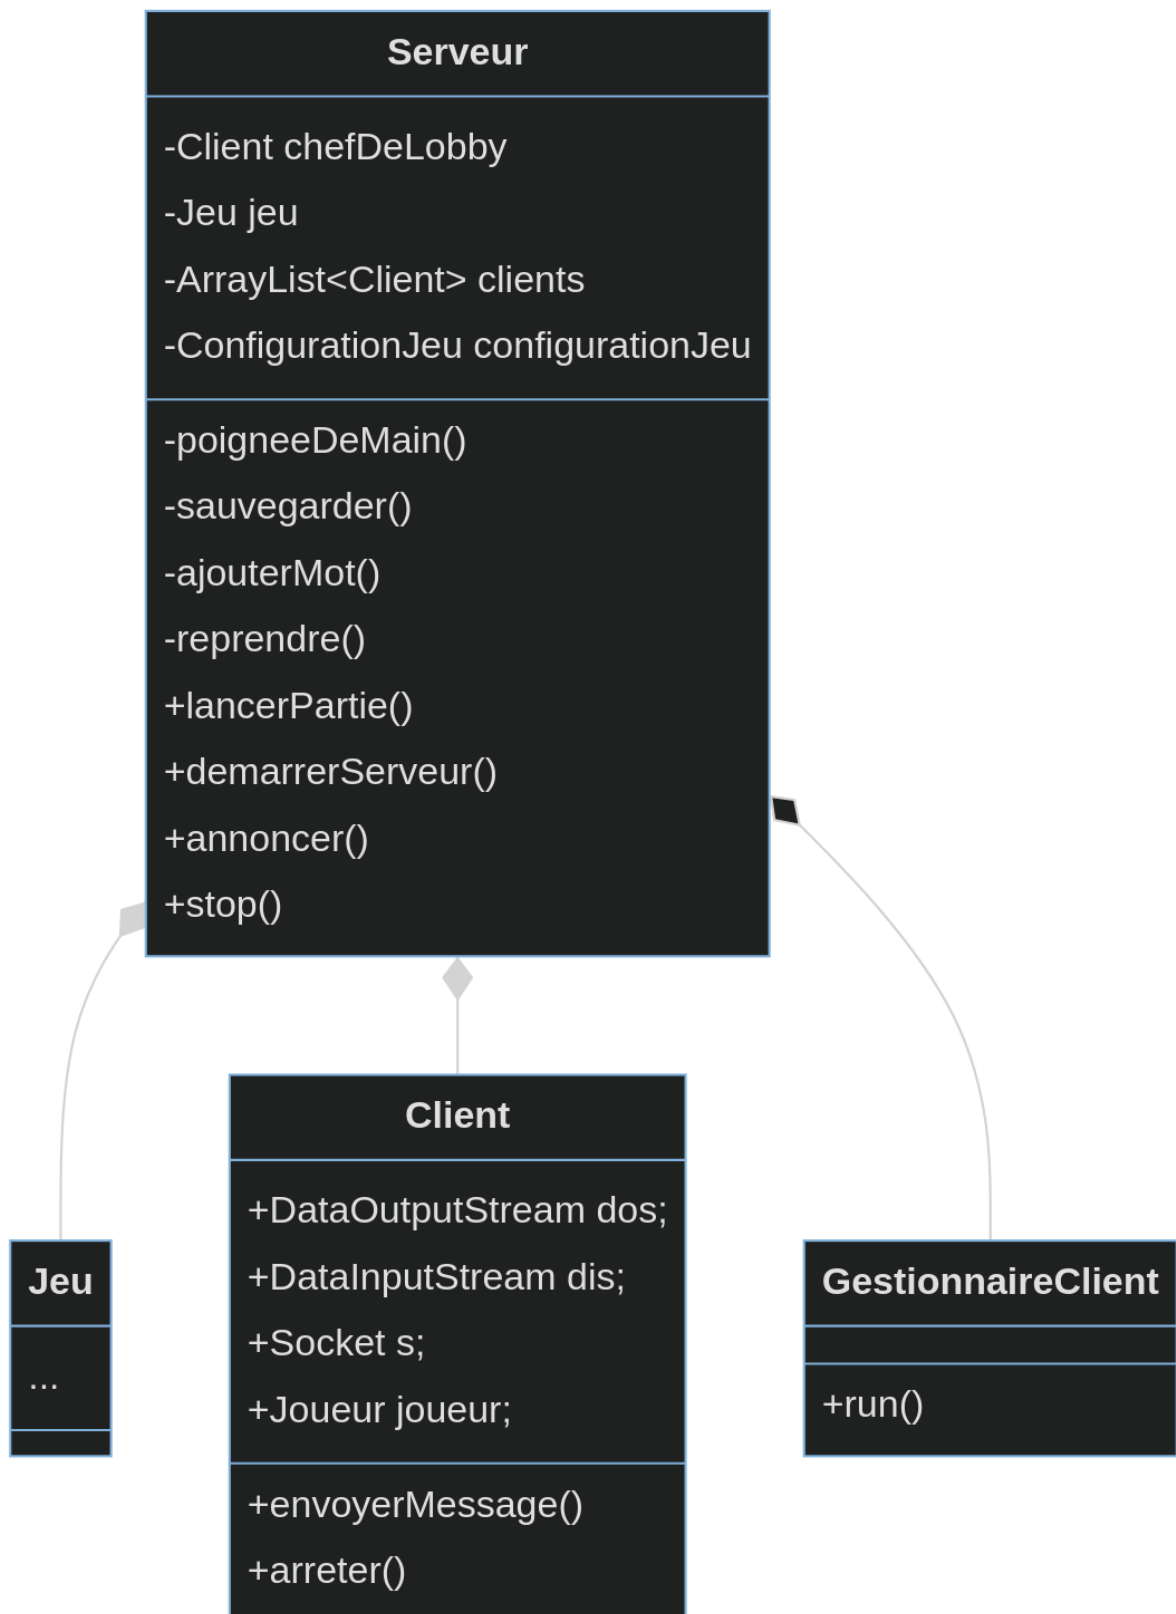 Serveur
-Client chefDeLobby
-Jeu jeu
-ArrayList<Client> clients
-ConfigurationJeu configurationJeu
-poigneeDeMain()
-sauvegarder()
-ajouterMot()
-reprendre()
+lancerPartie()
+demarrerServeur()
+annoncer()
+stop()
Client
+DataOutputStream dos;
+DataInputStream dis;
+Socket s;
+Joueur joueur;
+envoyerMessage()
+arreter()
Jeu
...
GestionnaireClient
+run()